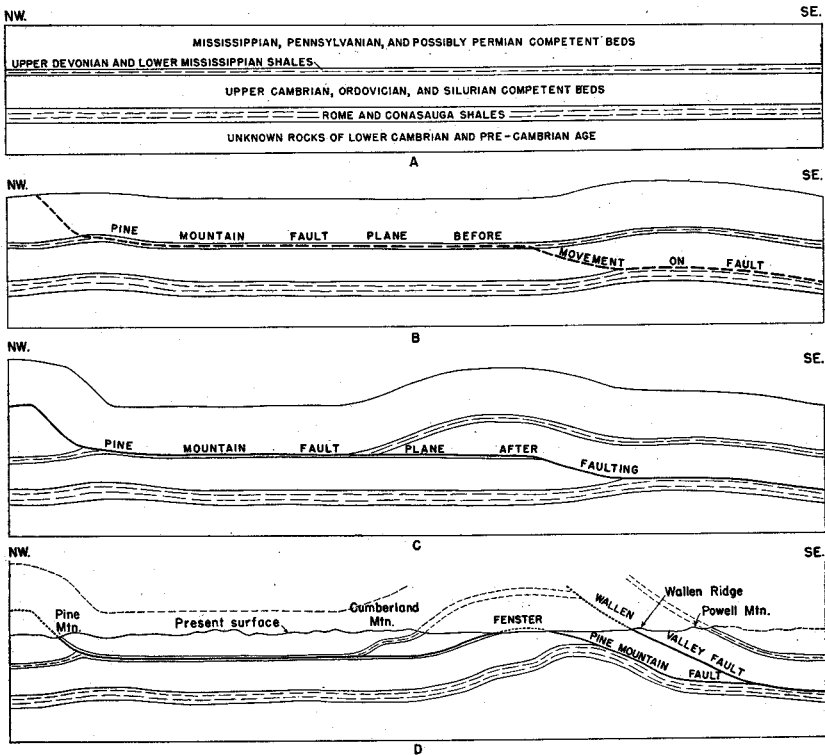 NW. SE.
MISSISSIPPIAN, PENNSYLVANIAN, AND POSSIBLY PERMIAN COMPETENT BEDS
UPPER DEVONIAN AND LOWER MISSISSIPPIAN SHALES
UPPER CAMBRIAN, ORDOVICIAN, AND SILURIAN COMPETENT BEDS
ROME AND CONASAUGA SHALES
UNKNOWN ROCKS OF LOWER CAMBRIAN AND PRE-CAMBRIAN AGE
A
NW. SE.
PINE MOUNTAIN FAULT PLANE BEFORE
MOVEMENT ON FAULT
B
NW. SE.
PINE MOUNTAIN FAULT PLANE AFTER
FAULTING
C
NW. SE.
Pine
Mtn.
Present surface
Cumberland
Mtn.
FENSTER
WALLEN
VALLEY FAULT
Wallen Ridge
Powell Mtn.
PINE MOUNTAIN
FAULT
D